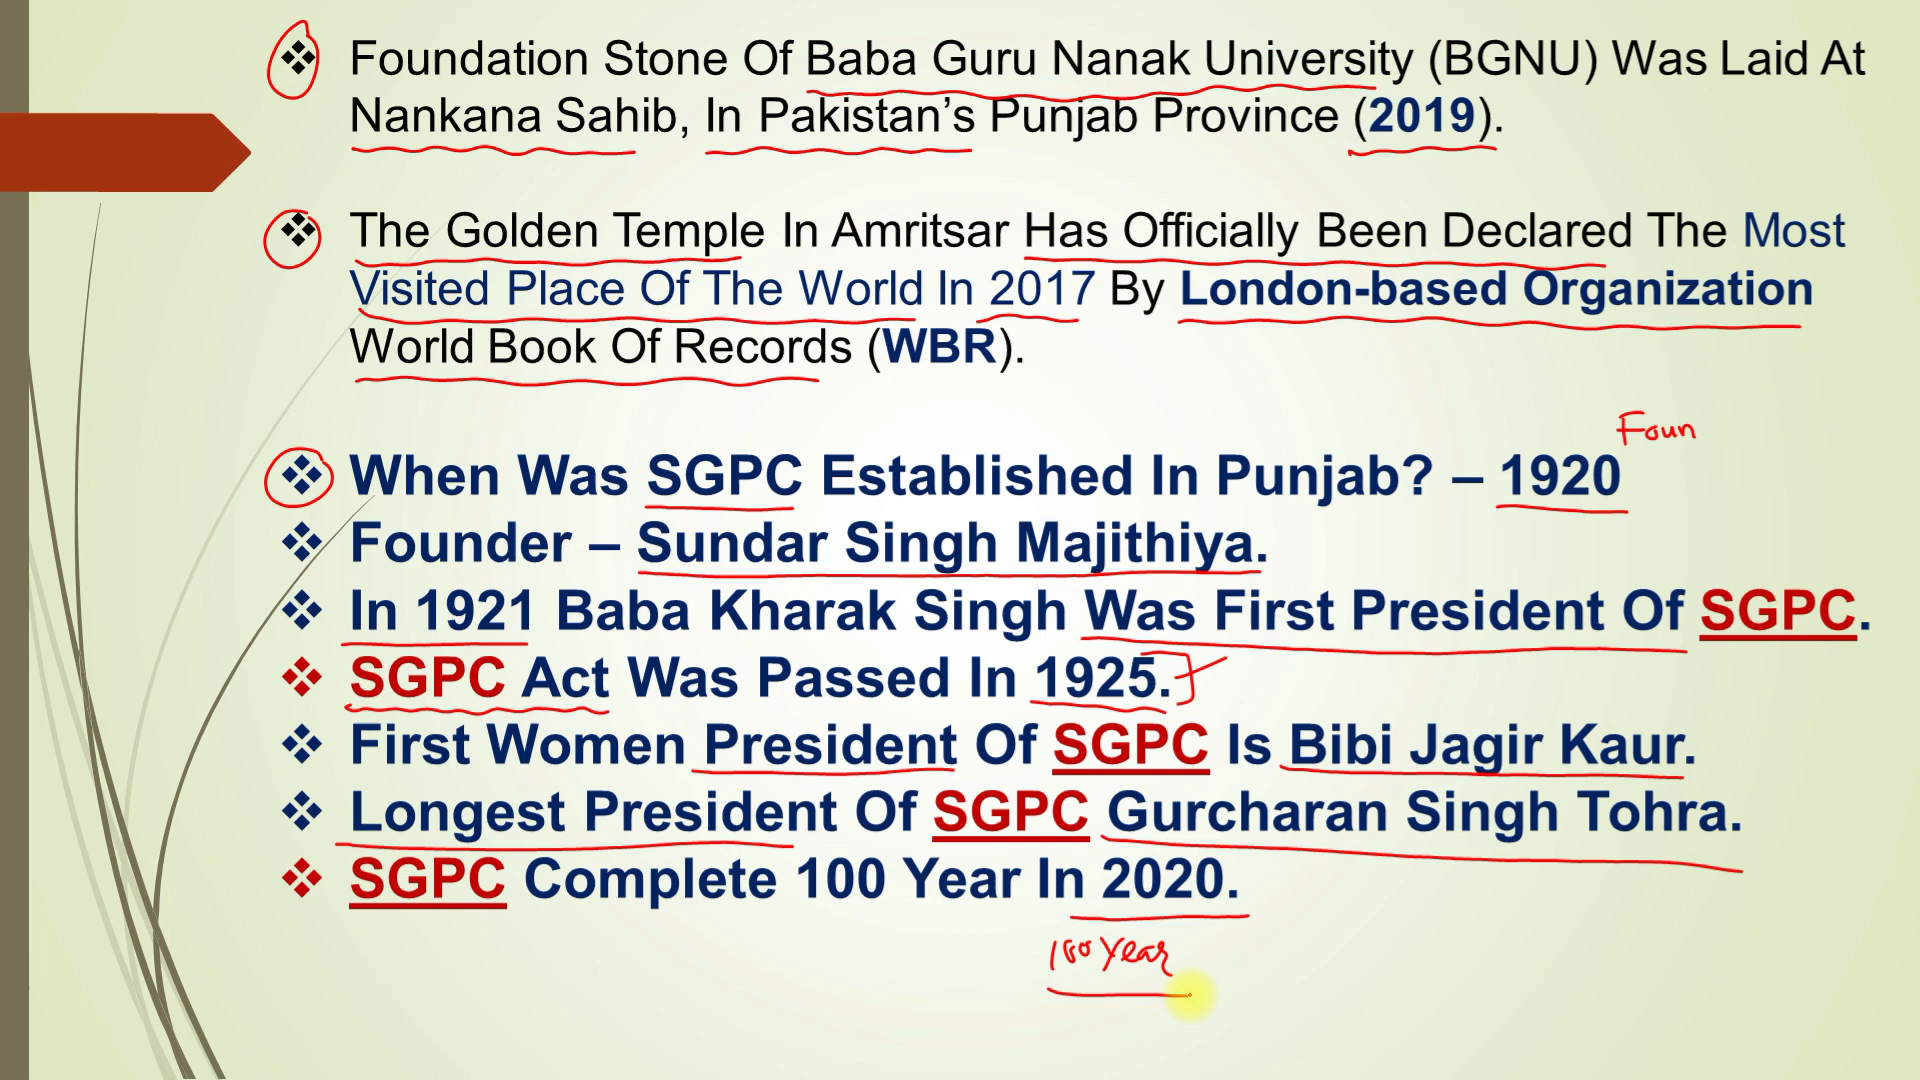 ❖ Foundation Stone Of Baba Guru Nanak University (BGNU) Was Laid At
Nankana Sahib, In Pakistan’s Punjab Province (2019).
❖ The Golden Temple In Amritsar Has Officially Been Declared The Most
Visited Place Of The World In 2017 By London-based Organization
World Book Of Records (WBR).
Foun
❖ When Was SGPC Established In Punjab? – 1920
❖ Founder – Sundar Singh Majithiya.
❖ In 1921 Baba Kharak Singh Was First President Of SGPC.
❖ SGPC Act Was Passed In 1925.
❖ First Women President Of SGPC Is Bibi Jagir Kaur.
❖ Longest President Of SGPC Gurcharan Singh Tohra.
❖ SGPC Complete 100 Year In 2020.
100 Year